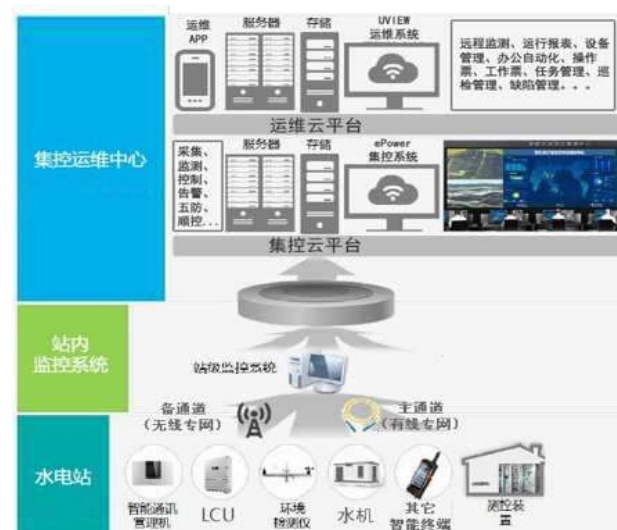 集控运维中心
运维
APP
服务器
存储
UVIEW
运维系统
远程监测、运行报表、设备
管理、办公自动化、操作
票、工作票、任务管理、巡
检管理、缺陷管理。。。
运维云平台
采集、
监测、
控制、
告警、
五防、
顺控...
服务器
存储
ePower
集控系统
集控云平台
站内
监控系统
站级监控系统
备通道
（无线专网）
主通道
（有线专网）
水电站
智能通讯
管理机
LCU
环境
检测仪
水机
其它
智能终端
测控装
置